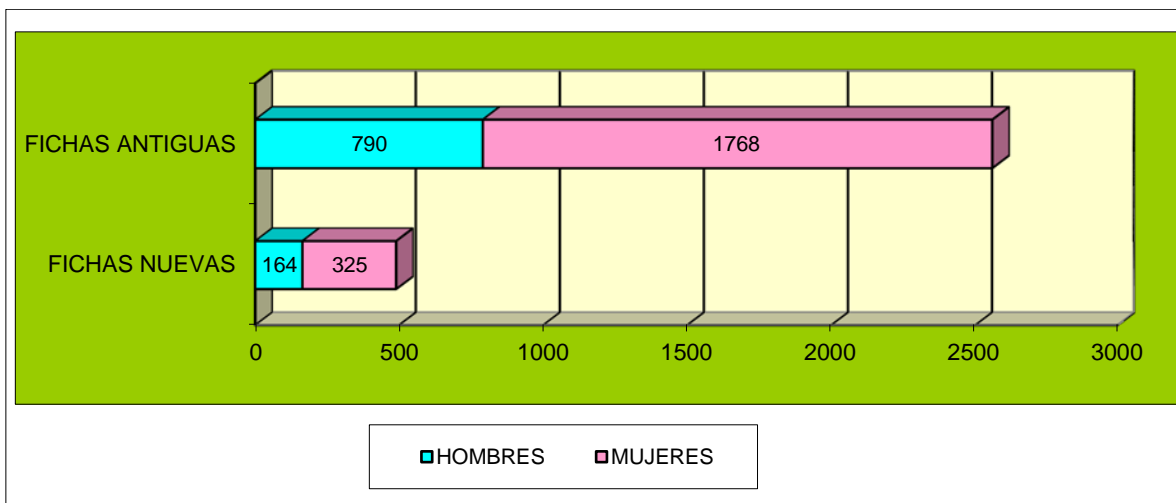 FICHAS ANTIGUAS 790 1768
FICHAS NUEVAS 164 325
0 500 1000 1500 2000 2500 3000
HOMBRES MUJERES